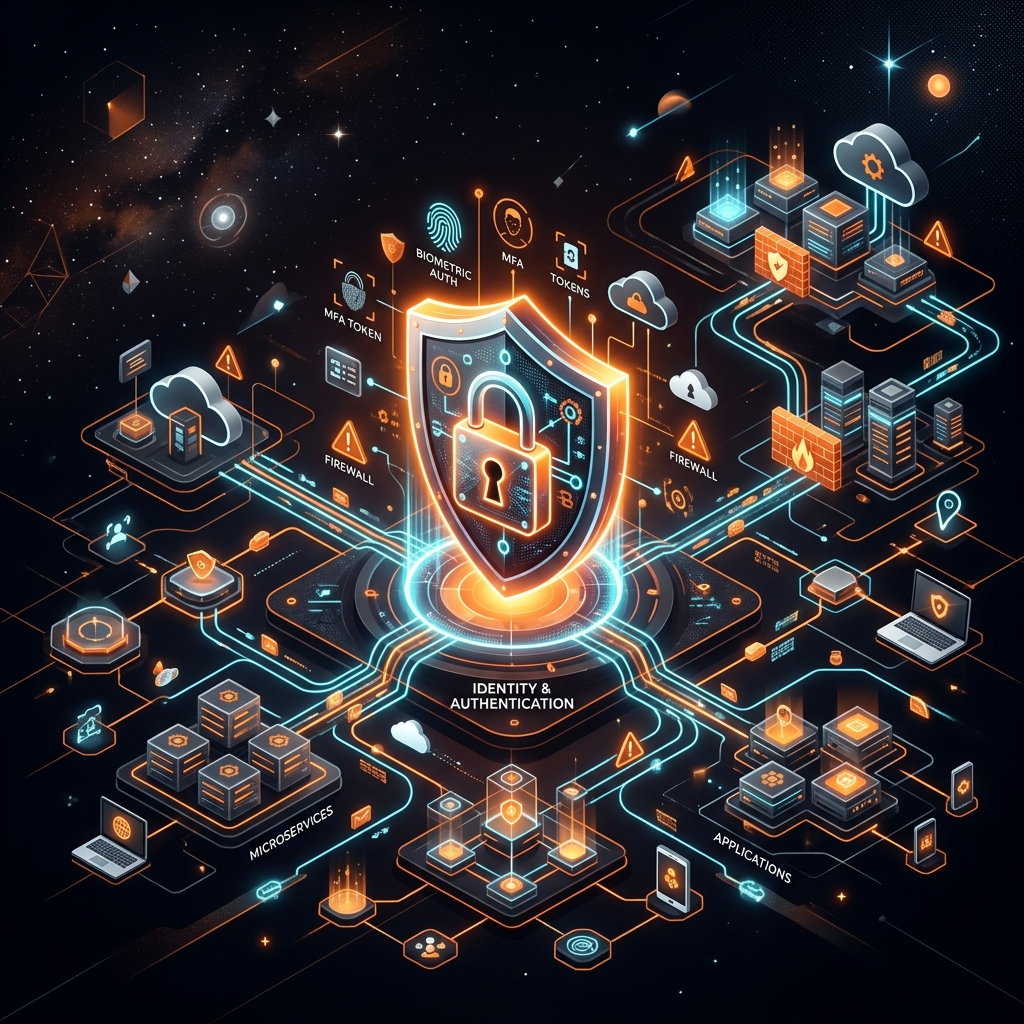 BIOMETRIC
AUTH
MFA
TOKENS
MFA TOKEN
FIREWALL
FIREWALL
IDENTITY &
AUTHENTICATION
MICROSERVICES
APPLICATIONS